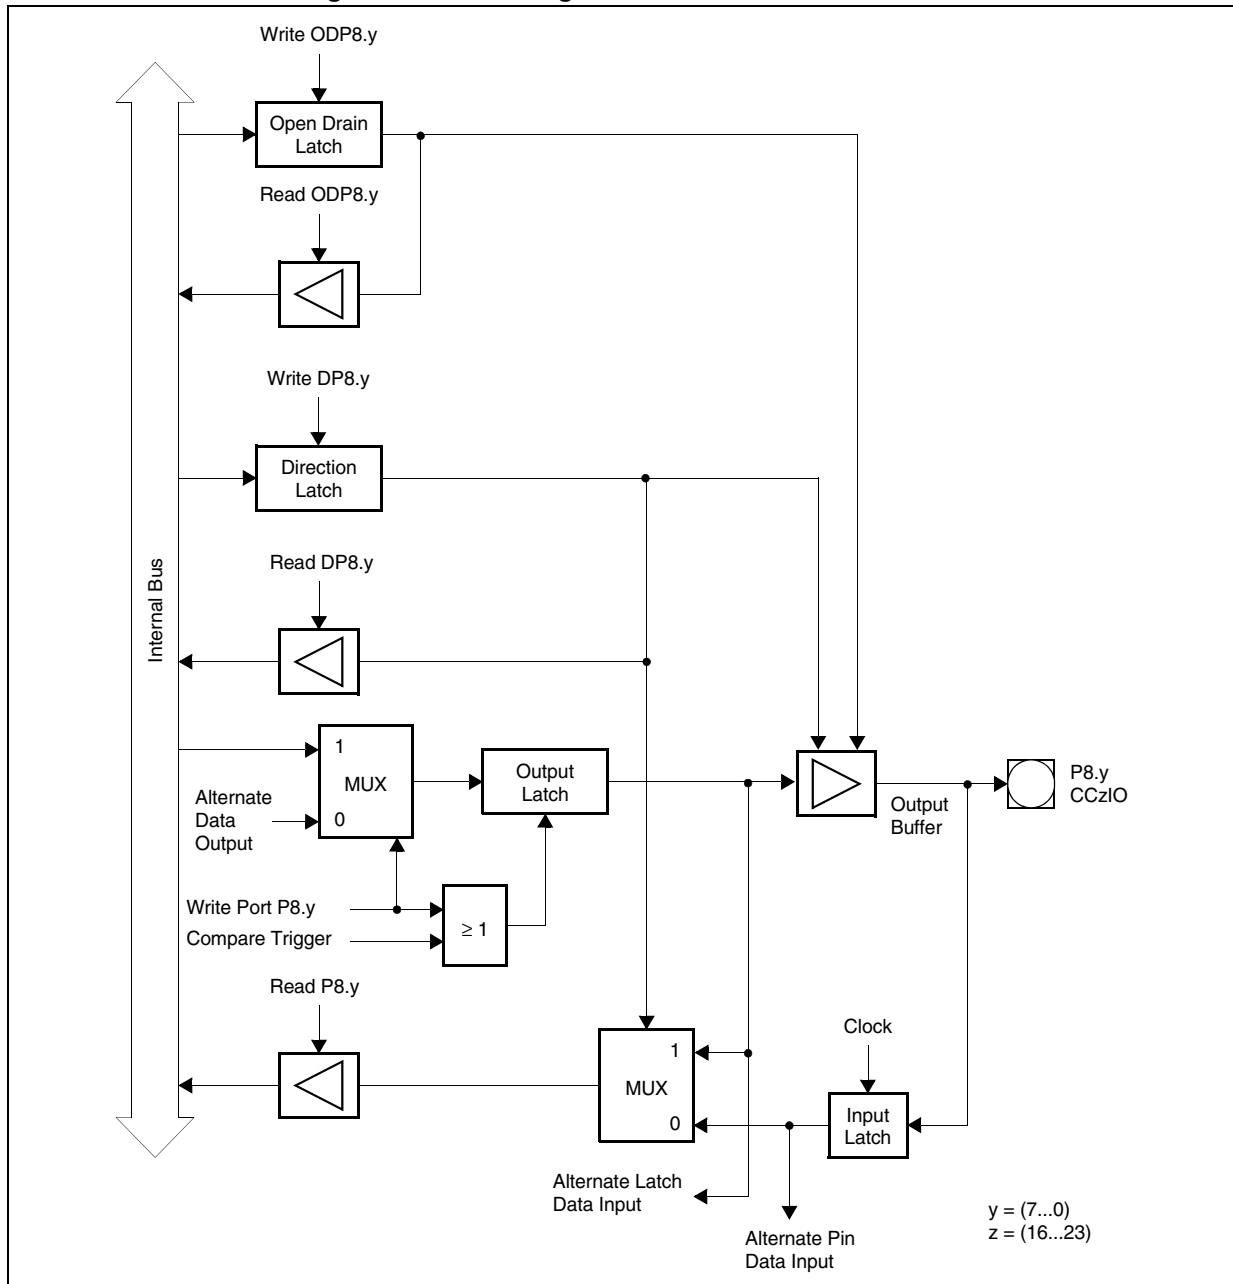 Write ODP8.y
Open Drain
Latch
Read ODP8.y
Write DP8.y
Direction
Latch
Read DP8.y
Internal Bus
1
MUX
0
Alternate
Data
Output
Output
Latch
Output
Buffer
P8.y
CCzIO
Write Port P8.y
Compare Trigger
≥ 1
Read P8.y
Clock
1
MUX
0
Input
Latch
Alternate Latch
Data Input
Alternate Pin
Data Input
y = (7...0)
z = (16...23)